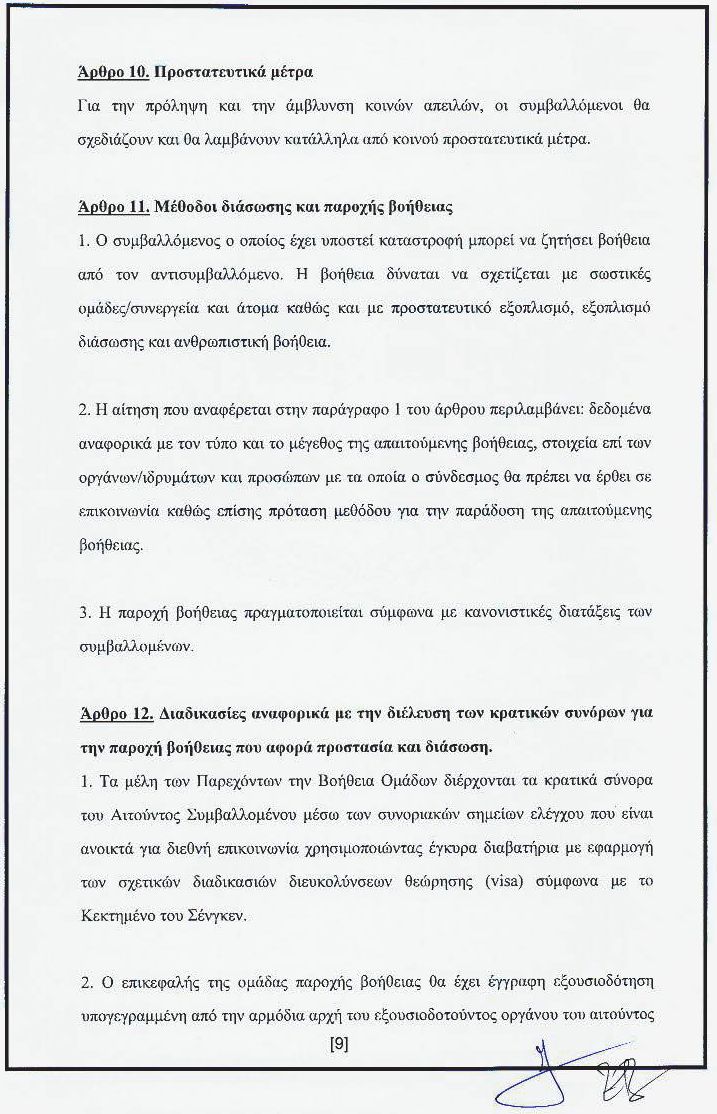 Άρθρο 10. Προστατευτικά μέτρα
Για την πρόληψη και την άμβλυνση κοινών απειλών, οι συμβαλλόμενοι θα
σχεδιάζουν και θα λαμβάνουν κατάλληλα από κοινού προστατευτικά μέτρα.
Άρθρο 11. Μέθοδοι διάσωσης και παροχής βοήθειας
1. Ο συμβαλλόμενος ο οποίος έχει υποστεί καταστροφή μπορεί να ζητήσει βοήθεια
από τον αντισυμβαλλόμενο. Η βοήθεια δύναται να σχετίζεται με σωστικές
ομάδες/συνεργεία και άτομα καθώς και με προστατευτικό εξοπλισμό, εξοπλισμό
διάσωσης και ανθρωπιστική βοήθεια.
2. Η αίτηση που αναφέρεται στην παράγραφο 1 του άρθρου περιλαμβάνει: δεδομένα
αναφορικά με τον τύπο και το μέγεθος της απαιτούμενης βοήθειας, στοιχεία επί των
οργάνων/ιδρυμάτων και προσώπων με τα οποία ο σύνδεσμος θα πρέπει να έρθει σε
επικοινωνία καθώς επίσης πρόταση μεθόδου για την παράδοση της απαιτούμενης
βοήθειας.
3. Η παροχή βοήθειας πραγματοποιείται σύμφωνα με κανονιστικές διατάξεις των
συμβαλλομένων.
Άρθρο 12. Διαδικασίες αναφορικά με την διέλευση των κρατικών συνόρων για
την παροχή βοήθειας που αφορά προστασία και διάσωση.
1. Τα μέλη των Παρεχόντων την Βοήθεια Ομάδων διέρχονται τα κρατικά σύνορα
του Αιτούντος Συμβαλλομένου μέσω των συνοριακών σημείων ελέγχου που είναι
ανοικτά για διεθνή επικοινωνία χρησιμοποιώντας έγκυρα διαβατήρια με εφαρμογή
των σχετικών διαδικασιών διευκολύνσεων θεώρησης (visa) σύμφωνα με το
Κεκτημένο του Σένγκεν.
2. Ο επικεφαλής της ομάδας παροχής βοήθειας θα έχει έγγραφη εξουσιοδότηση
υπογεγραμμένη από την αρμόδια αρχή του εξουσιοδοτούντος οργάνου του αιτούντος
[9]